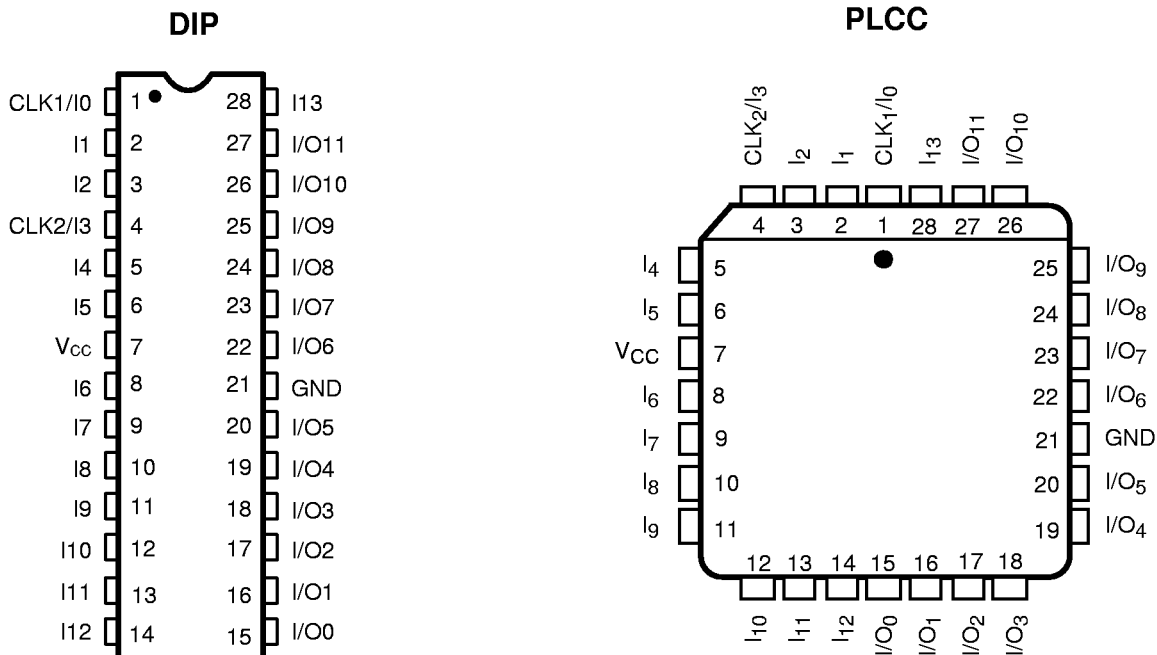 DIP
CLK1/I0 1 28 I13
I1 2 27 I/O11
I2 3 26 I/O10
CLK2/I3 4 25 I/O9
I4 5 24 I/O8
I5 6 23 I/O7
VCC 7 22 I/O6
I6 8 21 GND
I7 9 20 I/O5
I8 10 19 I/O4
I9 11 18 I/O3
I10 12 17 I/O2
I11 13 16 I/O1
I12 14 15 I/O0
PLCC
CLK2/I3 I2 I1 CLK1/I0 I13 I/O11 I/O10
4 3 2 1 28 27 26
I4 5 25 I/O9
I5 6 24 I/O8
VCC 7 23 I/O7
I6 8 22 I/O6
I7 9 21 GND
I8 10 20 I/O5
I9 11 19 I/O4
12 13 14 15 16 17 18
I10 I11 I12 I/O0 I/O1 I/O2 I/O3